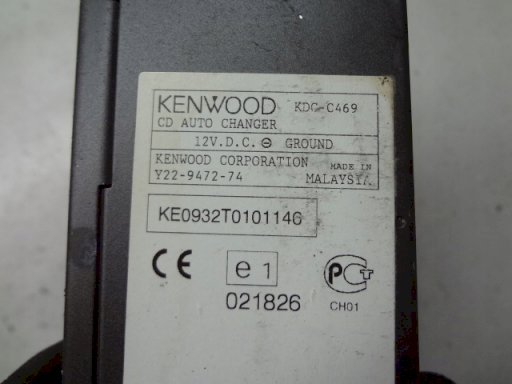 KENWOOD KDC-C469
CD AUTO CHANGER
12V.D.C. ⊖ GROUND
KENWOOD CORPORATION MADE IN
Y22-9472-74 MALAYSIA
KE0932T0101146
CE e1 PCT
021826 CH01